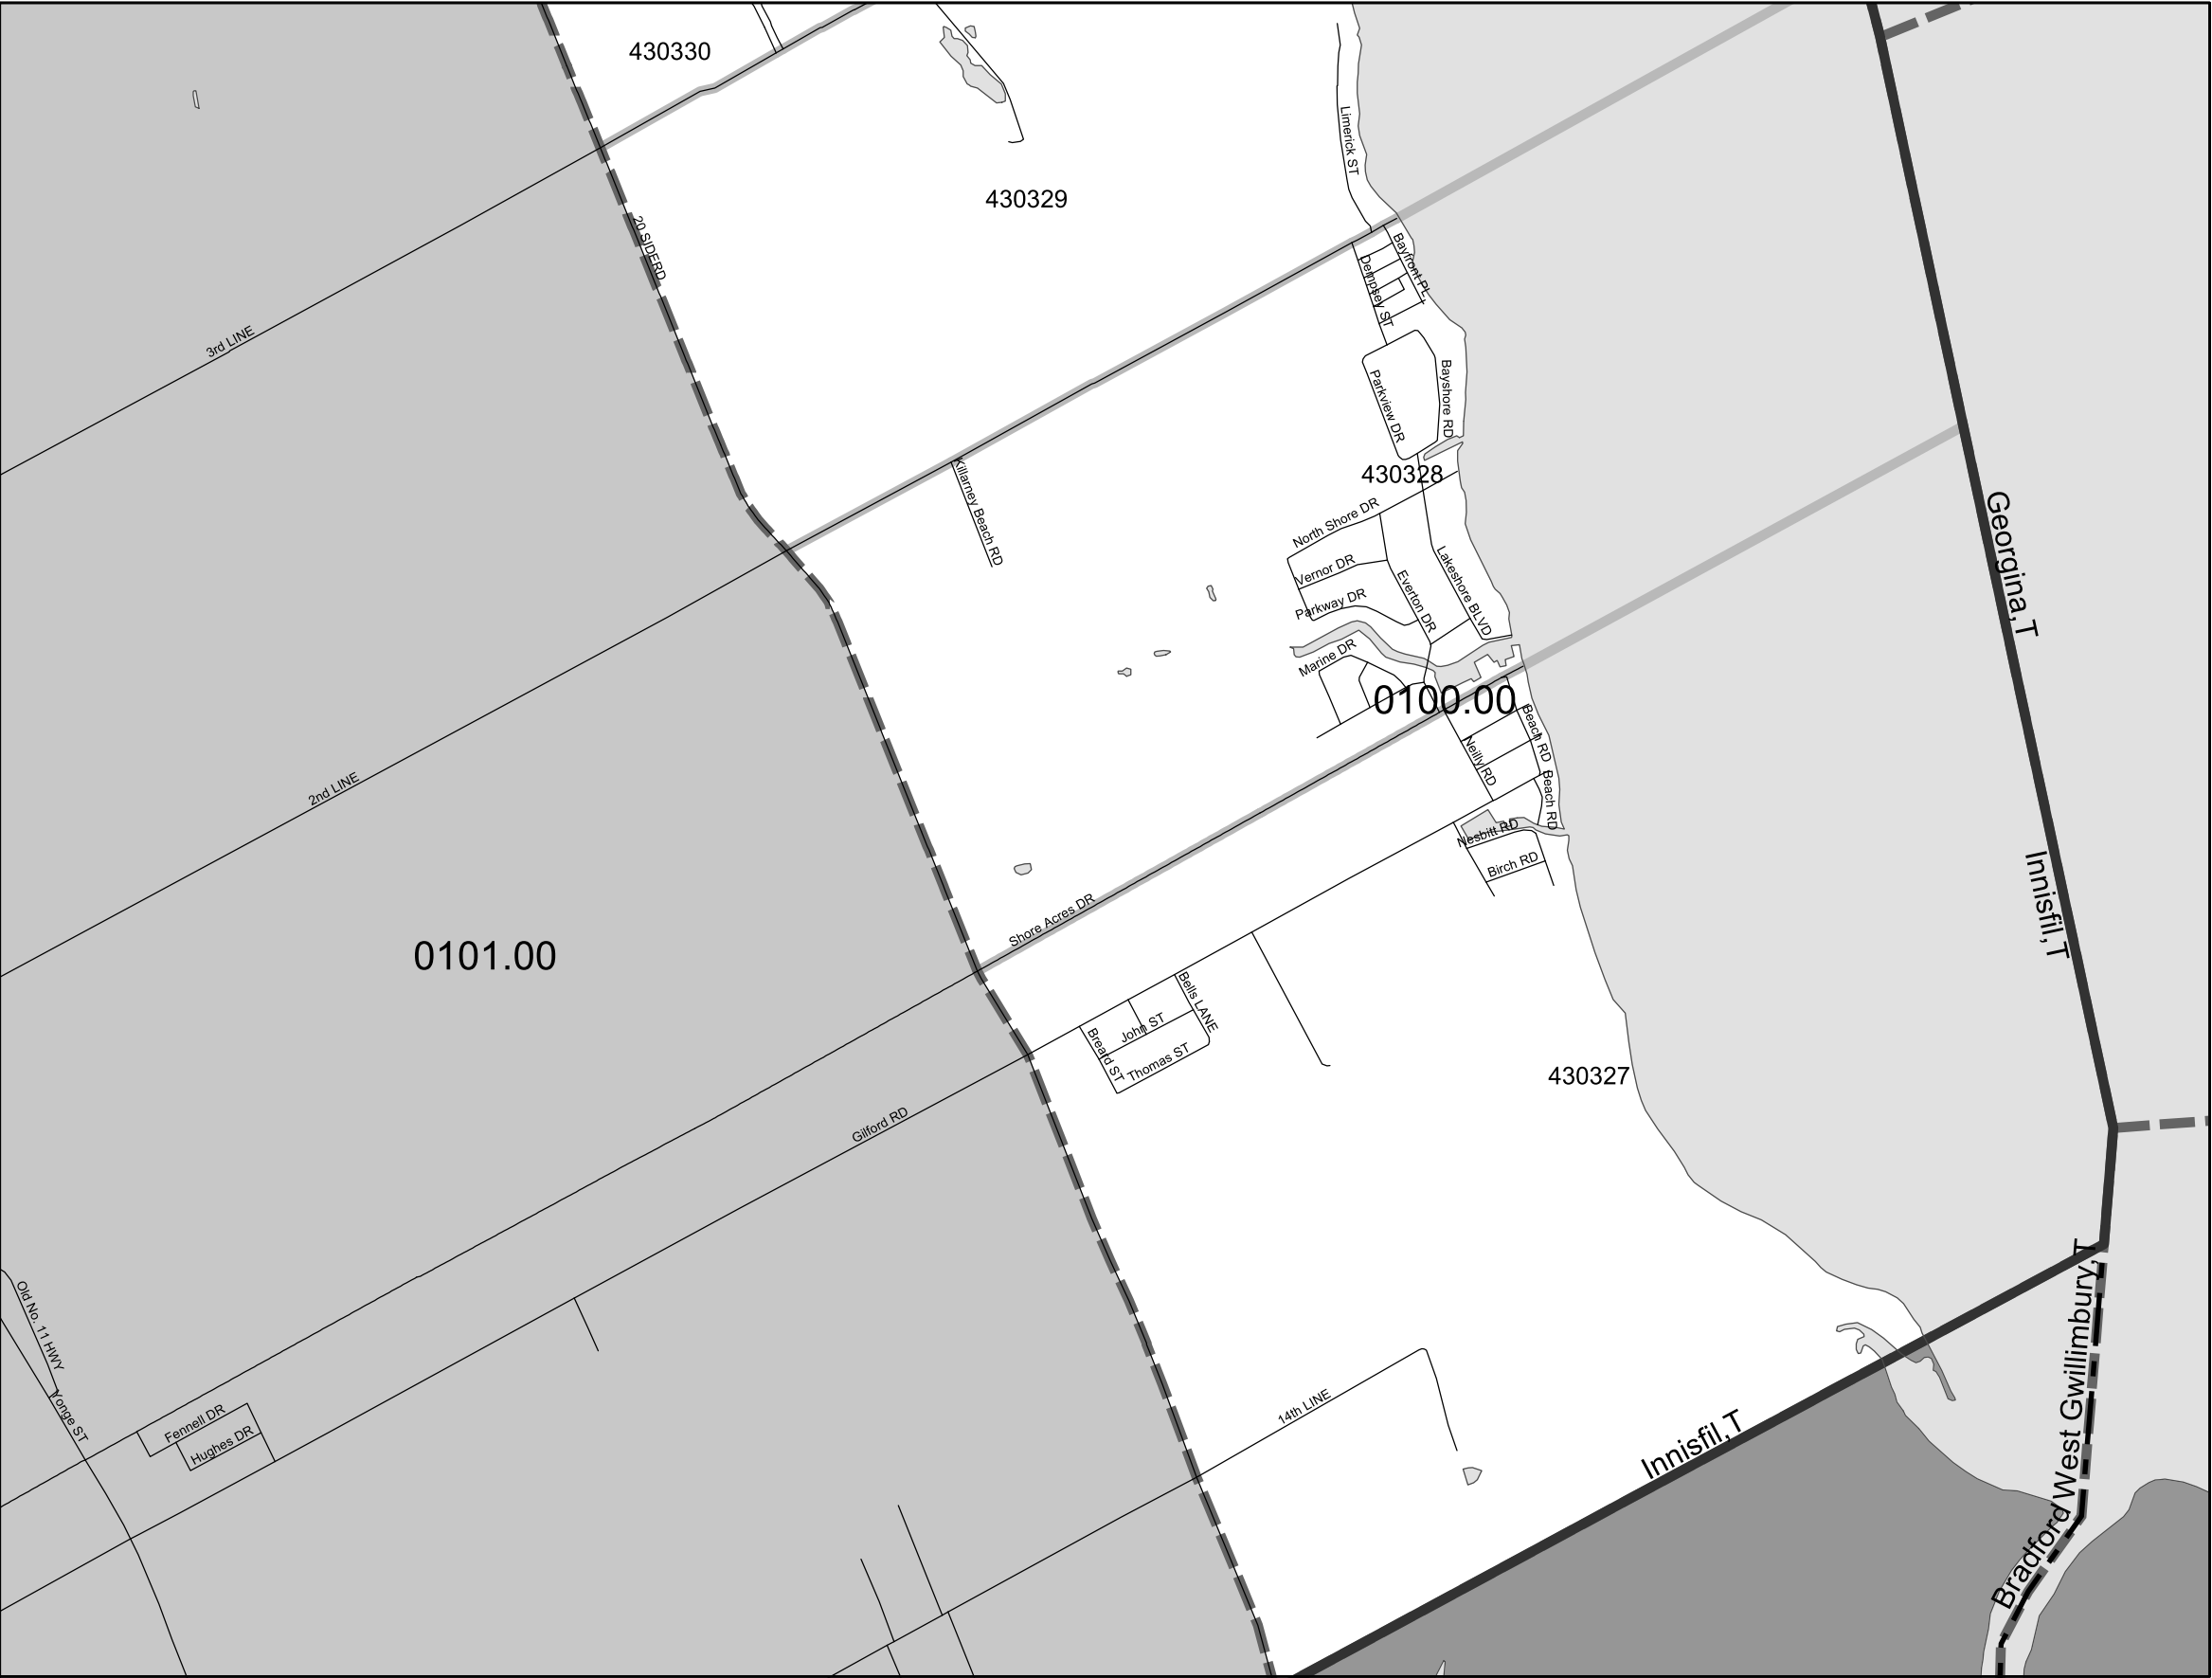 430330
Limerick ST
430329
20 SIDERD
Bayfront PL
Dempsey ST
3rd LINE
Bayshore RD
Parkview DR
430328
Killarney Beach RD
North Shore DR
Georgina,T
Vernor DR
Everton DR
Lakeshore BLVD
Parkway DR
Marine DR
0100.00
Beach RD
Neilly RD
2nd LINE
Beach RD
Nesbitt RD
Birch RD
Innisfil,T
Shore Acres DR
0101.00
Bells LANE
John ST
Breard ST
Thomas ST
430327
Gilford RD
Old No. 11 HWY
Bradford West Gwillimbury,T
Yonge ST
Fennell DR
Hughes DR
14th LINE
Innisfil,T